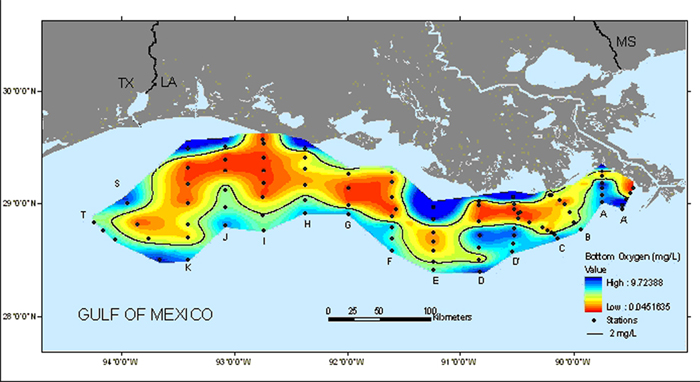 MS
TX
LA
30°0'0"N
29°0'0"N
28°0'0"N
S
T
K
J
I
H
G
F
E
D
D'
C
B
A
A'
GULF OF MEXICO
0 25 50 100
Kilometers
Bottom Oxygen (mg/L)
Value
High : 9.72388
Low : 0.0451635
Stations
2 mg/L
94°0'0"W 93°0'0"W 92°0'0"W 91°0'0"W 90°0'0"W